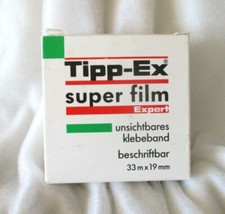 Tipp-Ex®
super film
Export
unsichtbares
klebeband
beschriftbar
33 m x 19 mm